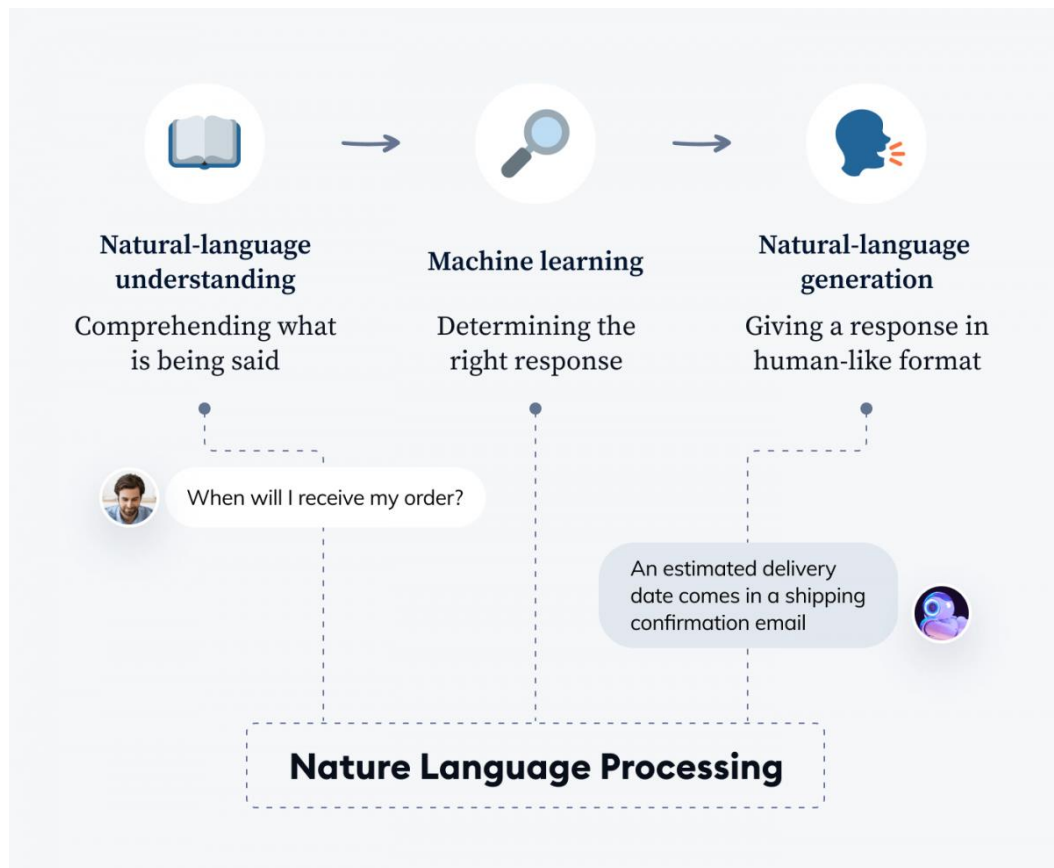 Natural-language
understanding
Comprehending what
is being said
Machine learning
Determining the
right response
Natural-language
generation
Giving a response in
human-like format
When will I receive my order?
An estimated delivery
date comes in a shipping
confirmation email
Nature Language Processing